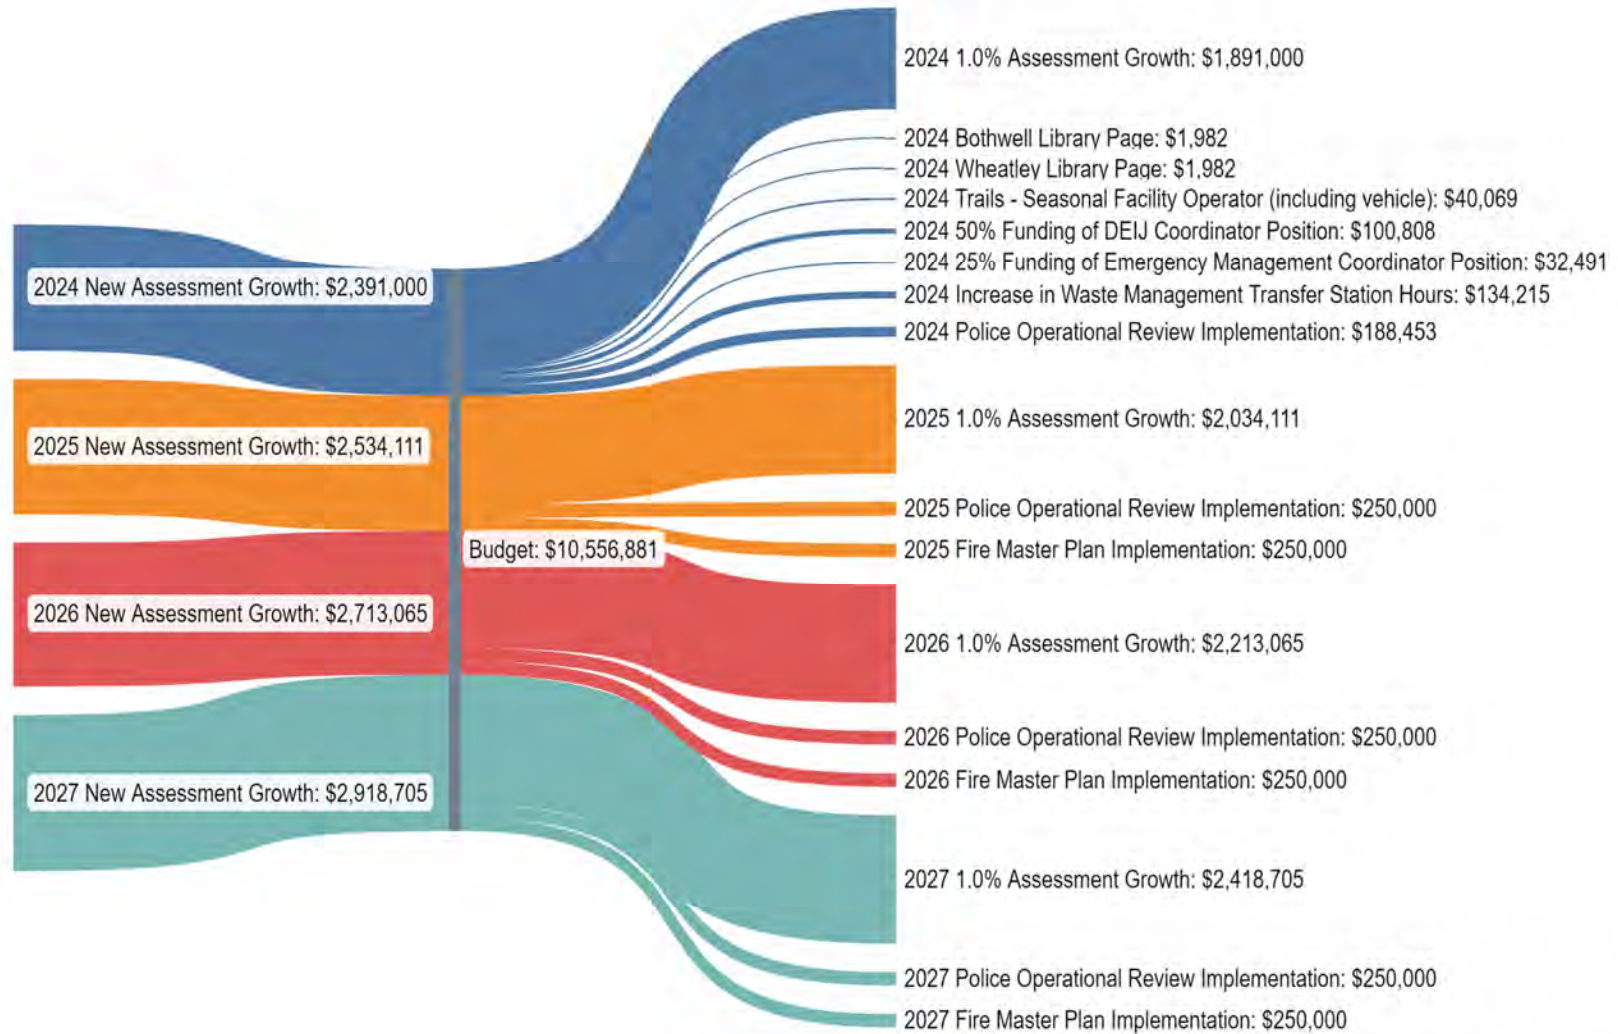 2024 New Assessment Growth: $2,391,000
2025 New Assessment Growth: $2,534,111
2026 New Assessment Growth: $2,713,065
2027 New Assessment Growth: $2,918,705
Budget: $10,556,881
2024 1.0% Assessment Growth: $1,891,000
2024 Bothwell Library Page: $1,982
2024 Wheatley Library Page: $1,982
2024 Trails - Seasonal Facility Operator (including vehicle): $40,069
2024 50% Funding of DEIJ Coordinator Position: $100,808
2024 25% Funding of Emergency Management Coordinator Position: $32,491
2024 Increase in Waste Management Transfer Station Hours: $134,215
2024 Police Operational Review Implementation: $188,453
2025 1.0% Assessment Growth: $2,034,111
2025 Police Operational Review Implementation: $250,000
2025 Fire Master Plan Implementation: $250,000
2026 1.0% Assessment Growth: $2,213,065
2026 Police Operational Review Implementation: $250,000
2026 Fire Master Plan Implementation: $250,000
2027 1.0% Assessment Growth: $2,418,705
2027 Police Operational Review Implementation: $250,000
2027 Fire Master Plan Implementation: $250,000